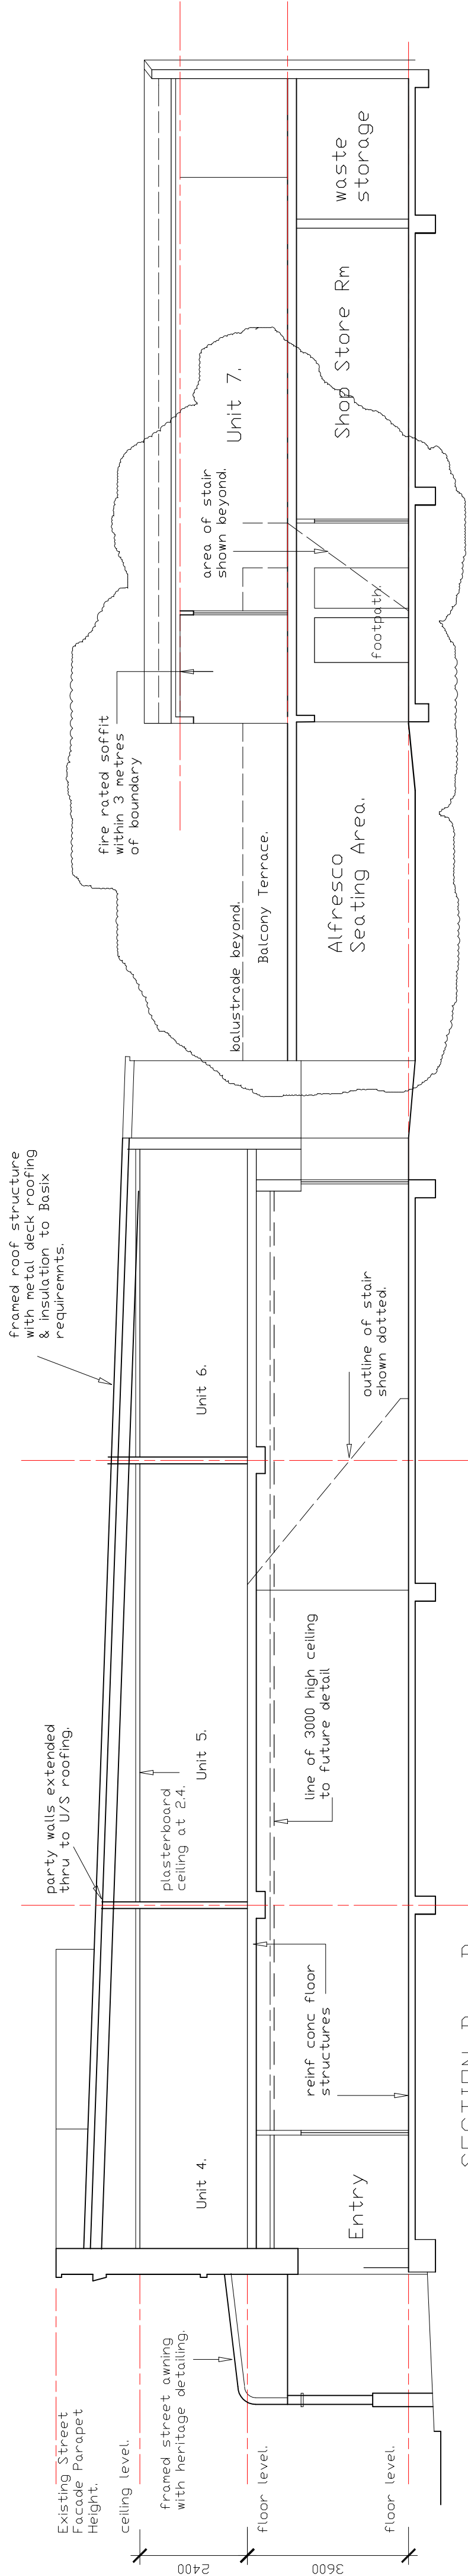 Existing Street
Facade Parapet
Height.
ceiling level.
framed street awning
with heritage detailing.
floor level.
floor level.
2400
3600
party walls extended
thru to U/S roofing.
framed roof structure
with metal deck roofing
& insulation to Basix
requiremnts.
Unit 4.
plasterboard
ceiling at 2.4.
Unit 5.
Unit 6.
Entry
reinf conc floor
structures
line of 3000 high ceiling
to future detail
outline of stair
shown dotted.
fire rated soffit
within 3 metres
of boundary
balustrade beyond.
Balcony Terrace.
Alfresco
Seating Area.
area of stair
shown beyond.
Unit 7.
footpath.
Shop Store Rm
waste
storage